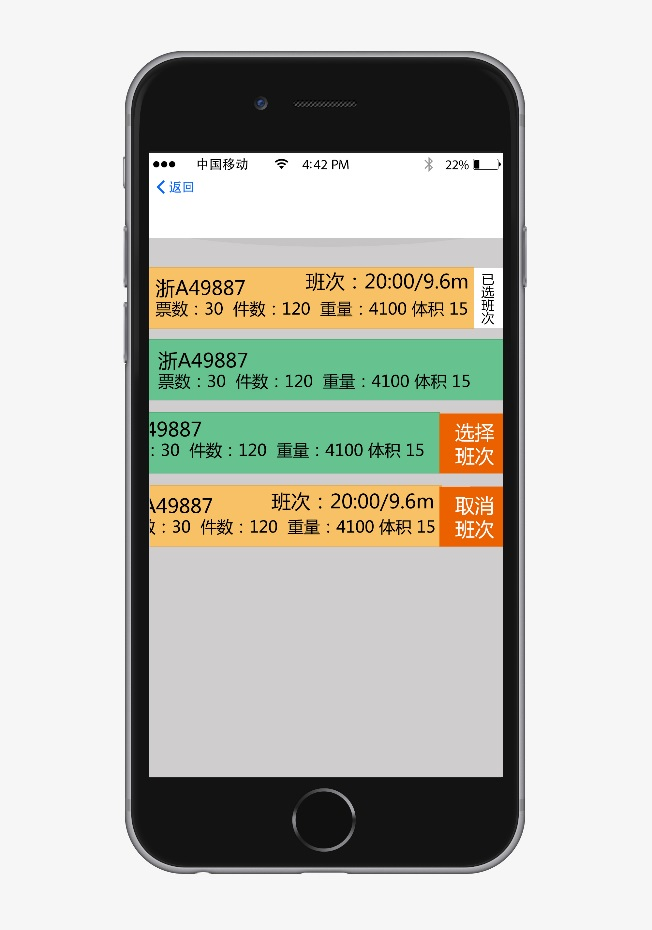 中国移动 4:42 PM 22%
返回
浙A49887 班次：20:00/9.6m
票数：30 件数：120 重量：4100 体积 15
已选班次
浙A49887
票数：30 件数：120 重量：4100 体积 15
49887
：30 件数：120 重量：4100 体积 15
选择
班次
A49887 班次：20:00/9.6m
：30 件数：120 重量：4100 体积 15
取消
班次